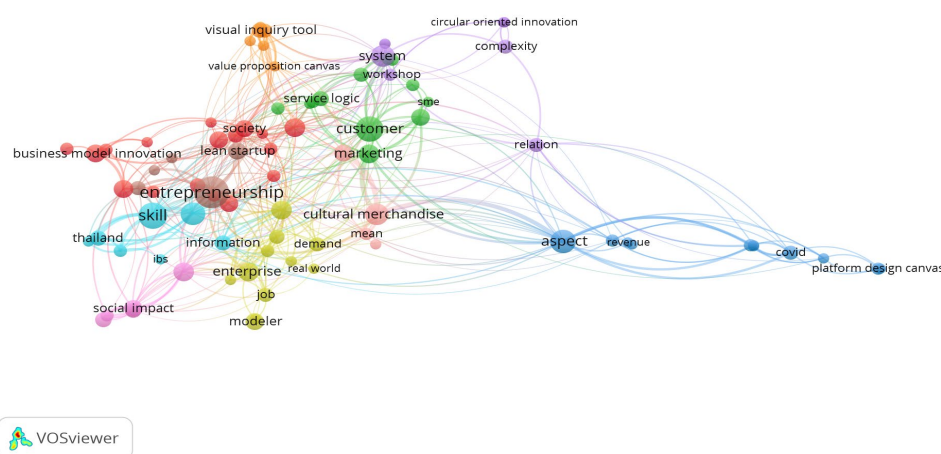 circular oriented innovation
visual inquiry tool
complexity
system
value proposition canvas
workshop
service logic
sme
society
customer
relation
lean startup
business model innovation
marketing
entrepreneurship
skill
cultural merchandise
mean
thailand
information
demand
aspect
revenue
covid
ibs
enterprise
real world
platform design canvas
job
social impact
modeler
VOSviewer